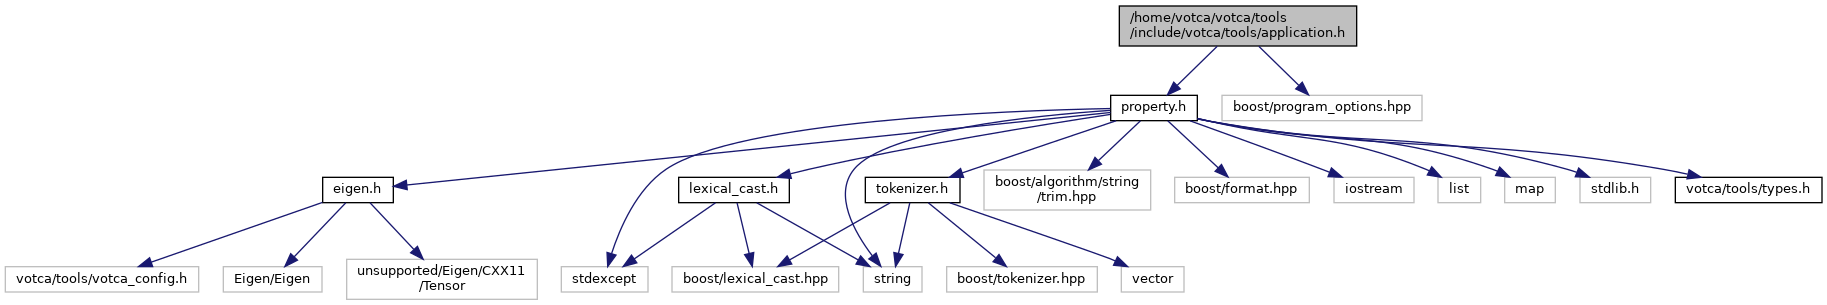 /home/votca/votca/tools
/include/votca/tools/application.h
property.h
boost/program_options.hpp
eigen.h
lexical_cast.h
tokenizer.h
boost/algorithm/string
/trim.hpp
boost/format.hpp
iostream
list
map
stdlib.h
votca/tools/types.h
votca/tools/votca_config.h
Eigen/Eigen
unsupported/Eigen/CXX11
/Tensor
stdexcept
boost/lexical_cast.hpp
string
boost/tokenizer.hpp
vector